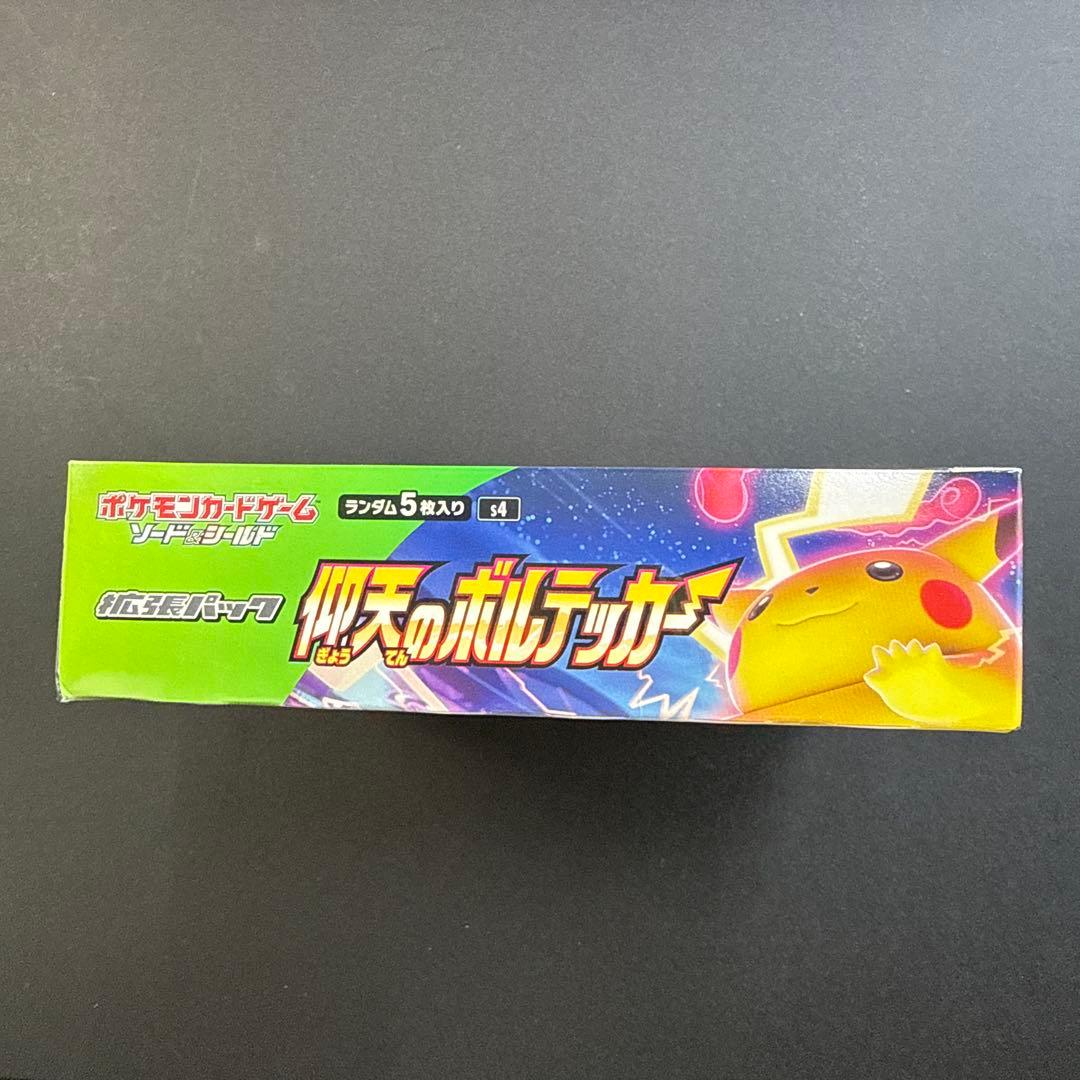 ポケモンカードゲーム
ソード&シールド
ランダム5枚入り
s4
拡張パック
仰天のボルテッカー
ぎょう てん